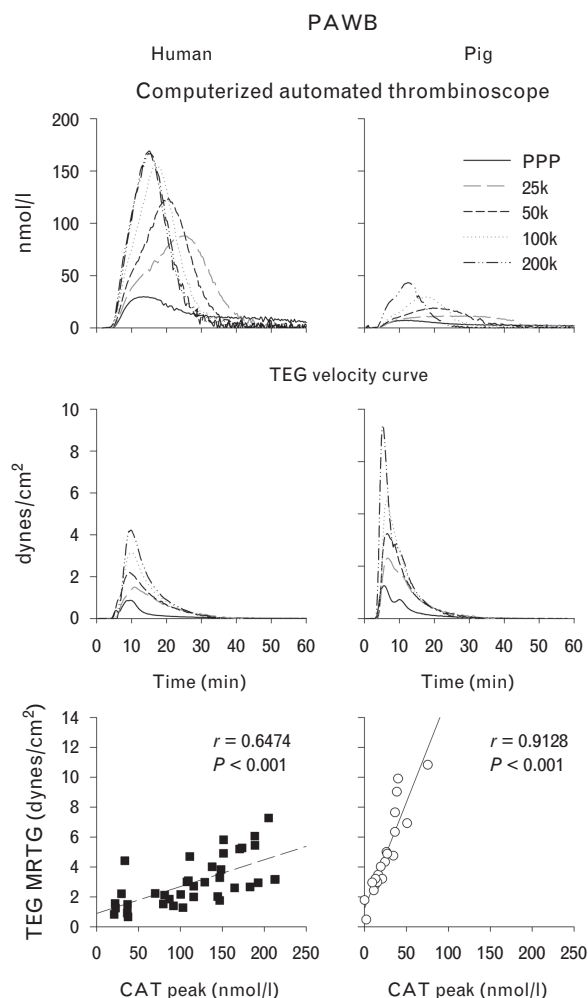 PAWB
Human Pig
Computerized automated thrombinoscope
nmol/l
200
150
100
50
0
PPP
25k
50k
100k
200k
TEG velocity curve
dynes/cm2
10
8
6
4
2
0
0 10 20 30 40 50 60 0 10 20 30 40 50 60
Time (min) Time (min)
TEG MRTG (dynes/cm2)
14
12
10
8
6
4
2
0
r = 0.6474
P < 0.001
r = 0.9128
P < 0.001
0 50 100 150 200 250 0 50 100 150 200 250
CAT peak (nmol/l) CAT peak (nmol/l)